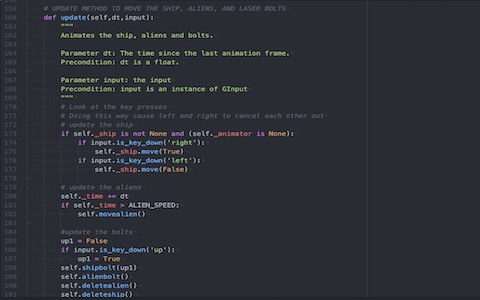 159 # UPDATE METHOD TO MOVE THE SHIP, ALIENS, AND LASER BOLTS
160 def update(self,dt,input):
161 """
162 Animates the ship, aliens and bolts.
163
164 Parameter dt: The time since the last animation frame.
165 Precondition: dt is a float.
166
167 Parameter input: the input
168 Precondition: input is an instance of GInput
169 """
170 # Look at the key presses
171 # Doing this way cause left and right to cancel each other out
172 # update the ship
173 if self._ship is not None and (self._animator is None):
174 if input.is_key_down('right'):
175 self._ship.move(True)
176 if input.is_key_down('left'):
177 self._ship.move(False)
178
179 # update the aliens
180 self._time += dt
181 if self._time > ALIEN_SPEED:
182 self.movealien()
183
184 #update the bolts
185 up1 = False
186 if input.is_key_down('up'):
187 up1 = True
188 self.shipbolt(up1)
189 self.alienbolt()
190 self.deletealien()
191 self.deleteship()